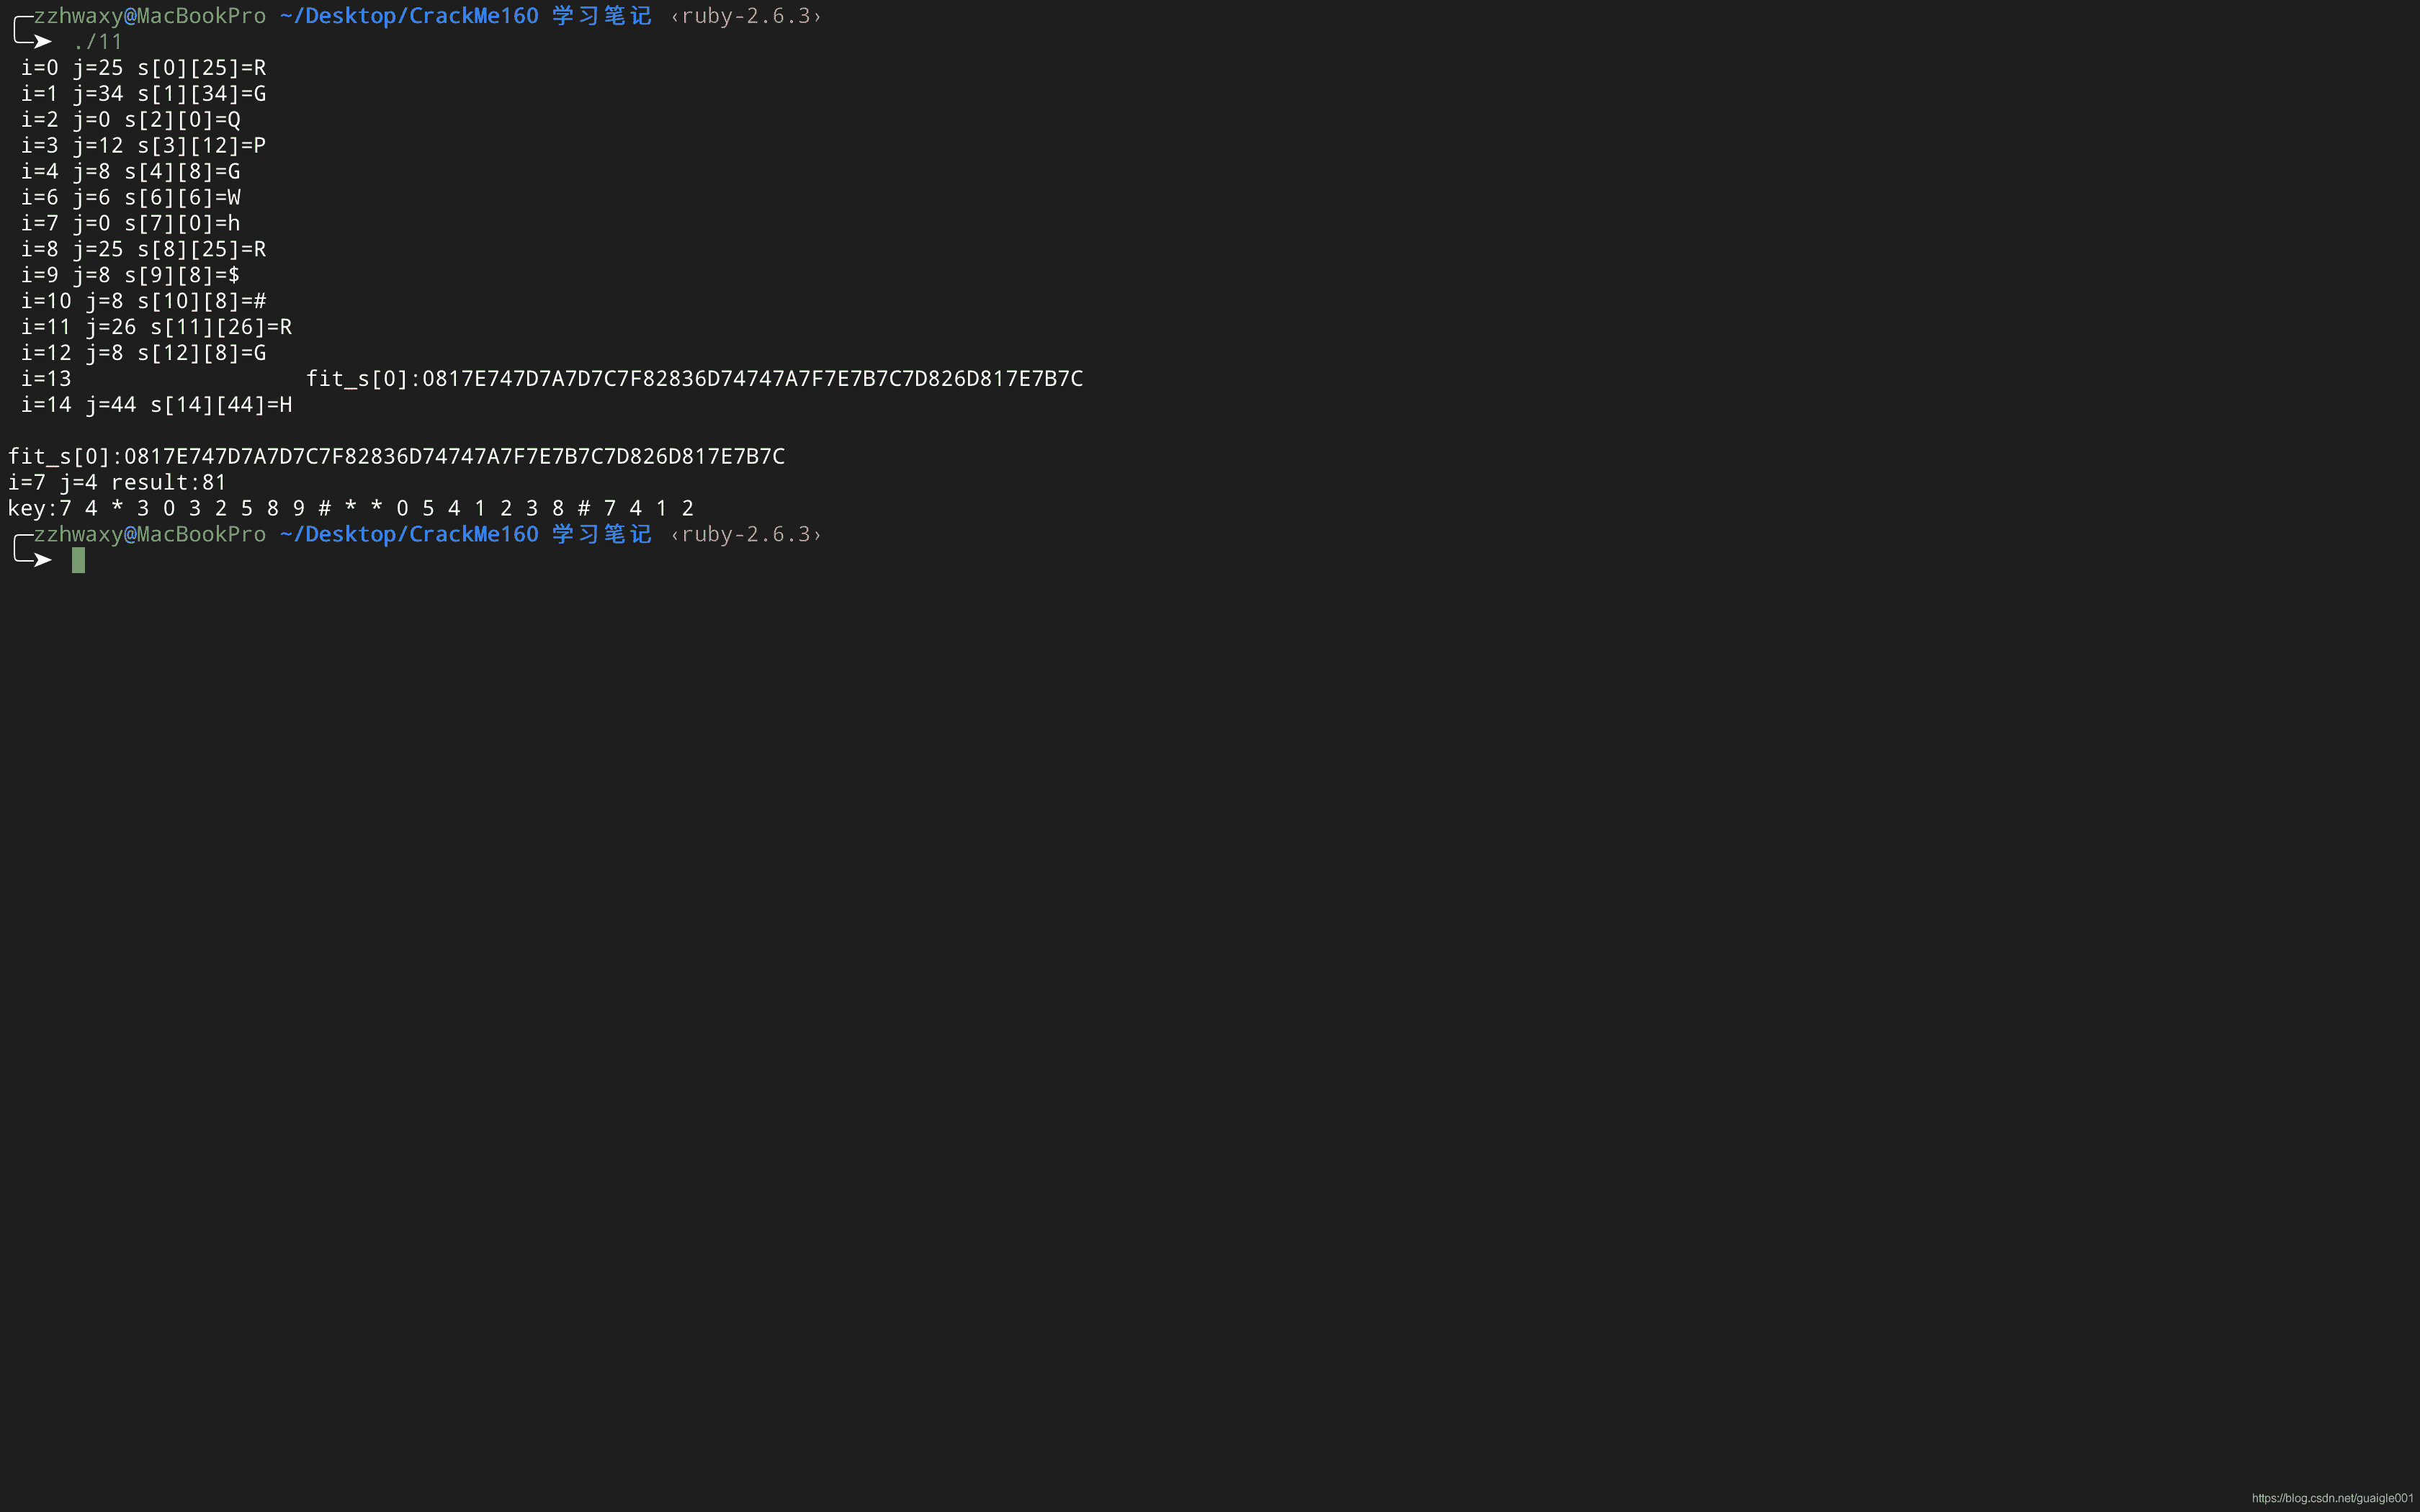 zzhwaxy@MacBookPro ~/Desktop/CrackMe160 学习笔记 ‹ruby-2.6.3›
./11
i=0 j=25 s[0][25]=R
i=1 j=34 s[1][34]=G
i=2 j=0 s[2][0]=Q
i=3 j=12 s[3][12]=P
i=4 j=8 s[4][8]=G
i=6 j=6 s[6][6]=W
i=7 j=0 s[7][0]=h
i=8 j=25 s[8][25]=R
i=9 j=8 s[9][8]=$
i=10 j=8 s[10][8]=#
i=11 j=26 s[11][26]=R
i=12 j=8 s[12][8]=G
i=13                  fit_s[0]:0817E747D7A7D7C7F82836D74747A7F7E7B7C7D826D817E7B7C
i=14 j=44 s[14][44]=H
fit_s[0]:0817E747D7A7D7C7F82836D74747A7F7E7B7C7D826D817E7B7C
i=7 j=4 result:81
key:7 4 * 3 0 3 2 5 8 9 # * * 0 5 4 1 2 3 8 # 7 4 1 2
zzhwaxy@MacBookPro ~/Desktop/CrackMe160 学习笔记 ‹ruby-2.6.3›
https://blog.csdn.net/guaigle001